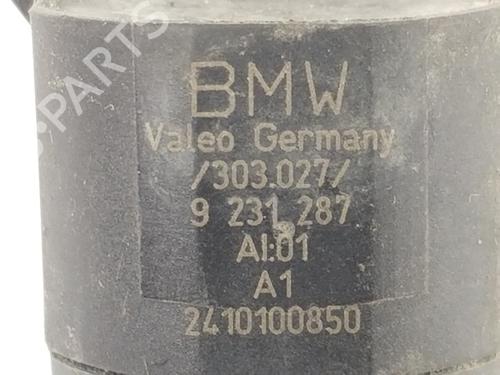 BMW
Valeo Germany
/303.027/
9 231 287
AI:01
A1
2410100850
PARTS